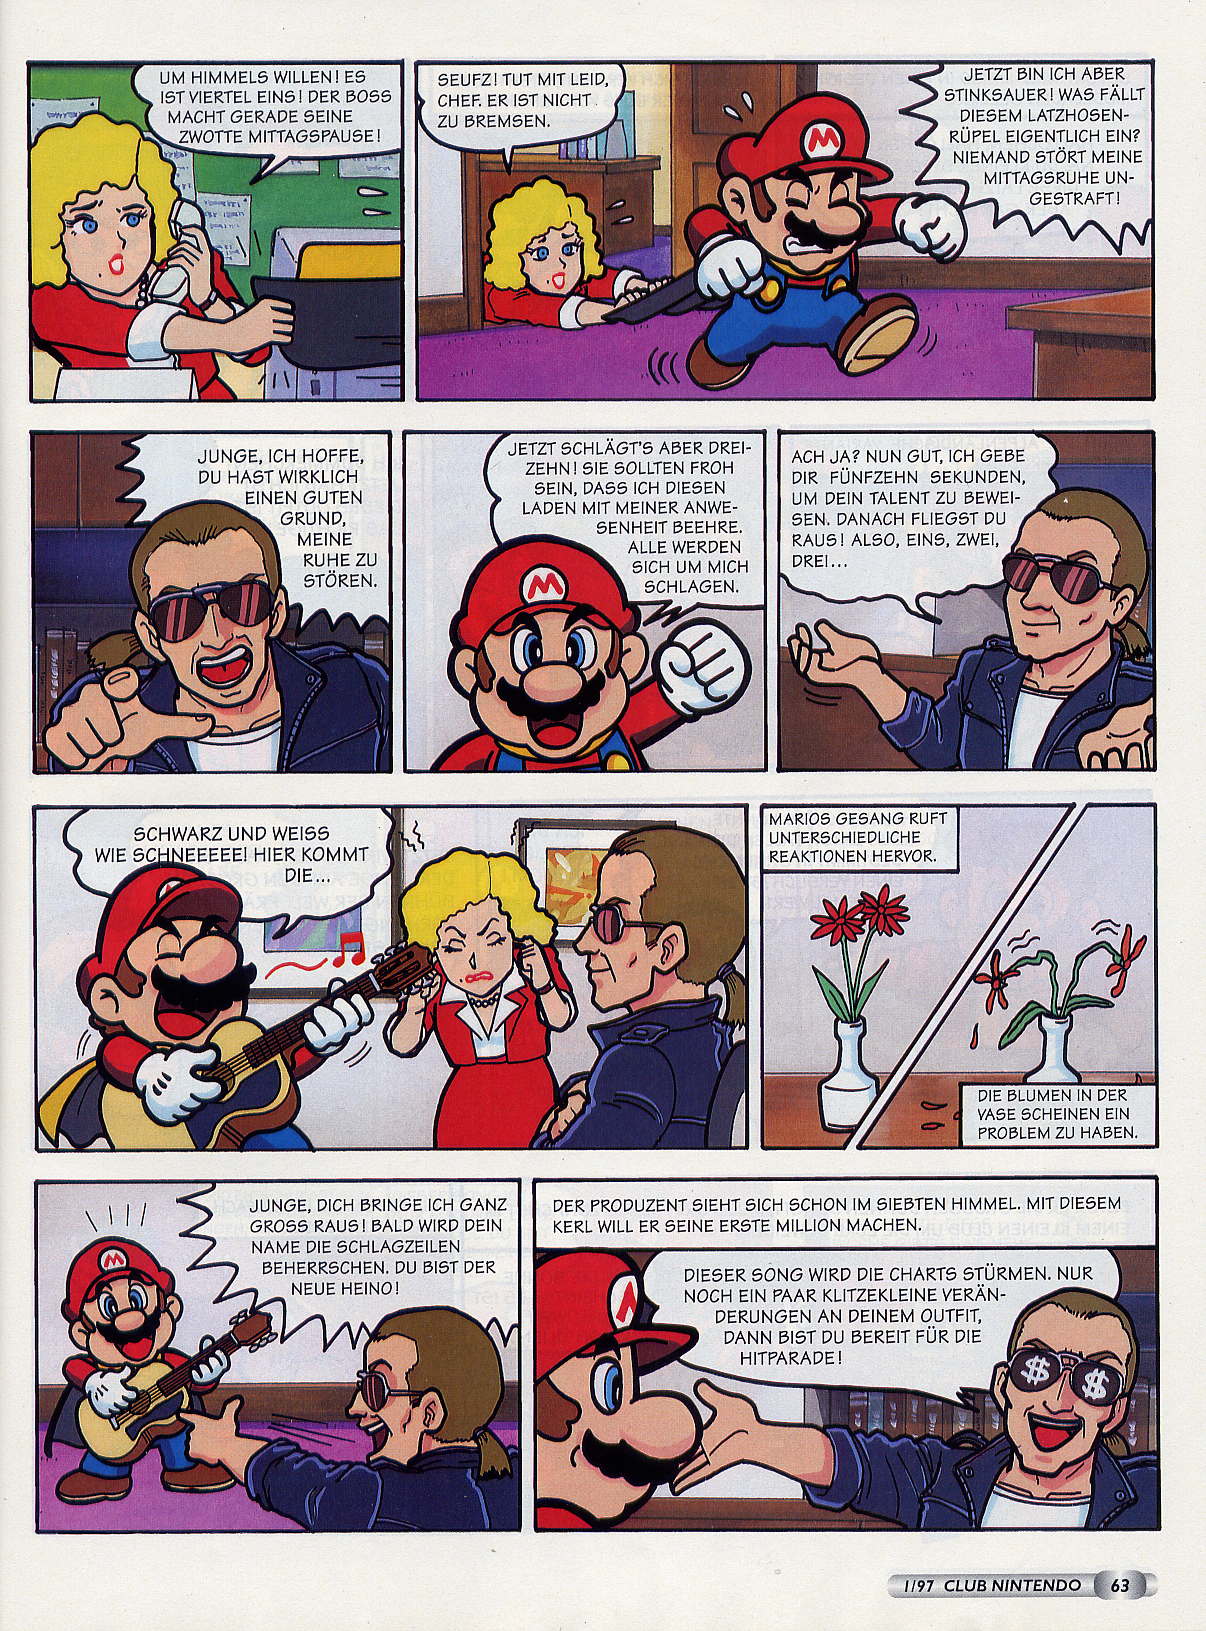 UM HIMMELS WILLEN! ES
IST VIERTEL EINS! DER BOSS
MACHT GERADE SEINE
ZWOTTE MITTAGSPAUSE!
SEUFZ! TUT MIT LEID,
CHEF. ER IST NICHT
ZU BREMSEN.
JETZT BIN ICH ABER
STINKSAUER! WAS FÄLLT
DIESEM LATZHOSEN-
RÜPEL EIGENTLICH EIN?
NIEMAND STÖRT MEINE
MITTAGSRUHE UN-
GESTRAFT!
M
JUNGE, ICH HOFFE,
DU HAST WIRKLICH
EINEN GUTEN
GRUND,
MEINE
RUHE ZU
STÖREN.
JETZT SCHLÄGT'S ABER DREI-
ZEHN! SIE SOLLTEN FROH
SEIN, DASS ICH DIESEN
LADEN MIT MEINER ANWE-
SENHEIT BEEHRE.
ALLE WERDEN
SICH UM MICH
SCHLAGEN.
M
ACH JA? NUN GUT, ICH GEBE
DIR FÜNFZEHN SEKUNDEN,
UM DEIN TALENT ZU BEWEI-
SEN. DANACH FLIEGST DU
RAUS! ALSO, EINS, ZWEI,
DREI...
SCHWARZ UND WEISS
WIE SCHNEEEEE! HIER KOMMT
DIE...
MARIOS GESANG RUFT
UNTERSCHIEDLICHE
REAKTIONEN HERVOR.
DIE BLUMEN IN DER
VASE SCHEINEN EIN
PROBLEM ZU HABEN.
JUNGE, DICH BRINGE ICH GANZ
GROSS RAUS! BALD WIRD DEIN
NAME DIE SCHLAGZEILEN
BEHERRSCHEN. DU BIST DER
NEUE HEINO!
M
DER PRODUZENT SIEHT SICH SCHON IM SIEBTEN HIMMEL. MIT DIESEM
KERL WILL ER SEINE ERSTE MILLION MACHEN.
DIESER SONG WIRD DIE CHARTS STÜRMEN. NUR
NOCH EIN PAAR KLITZEKLEINE VERÄN-
DERUNGEN AN DEINEM OUTFIT,
DANN BIST DU BEREIT FÜR DIE
HITPARADE!
M
$ $
1/97 CLUB NINTENDO 63